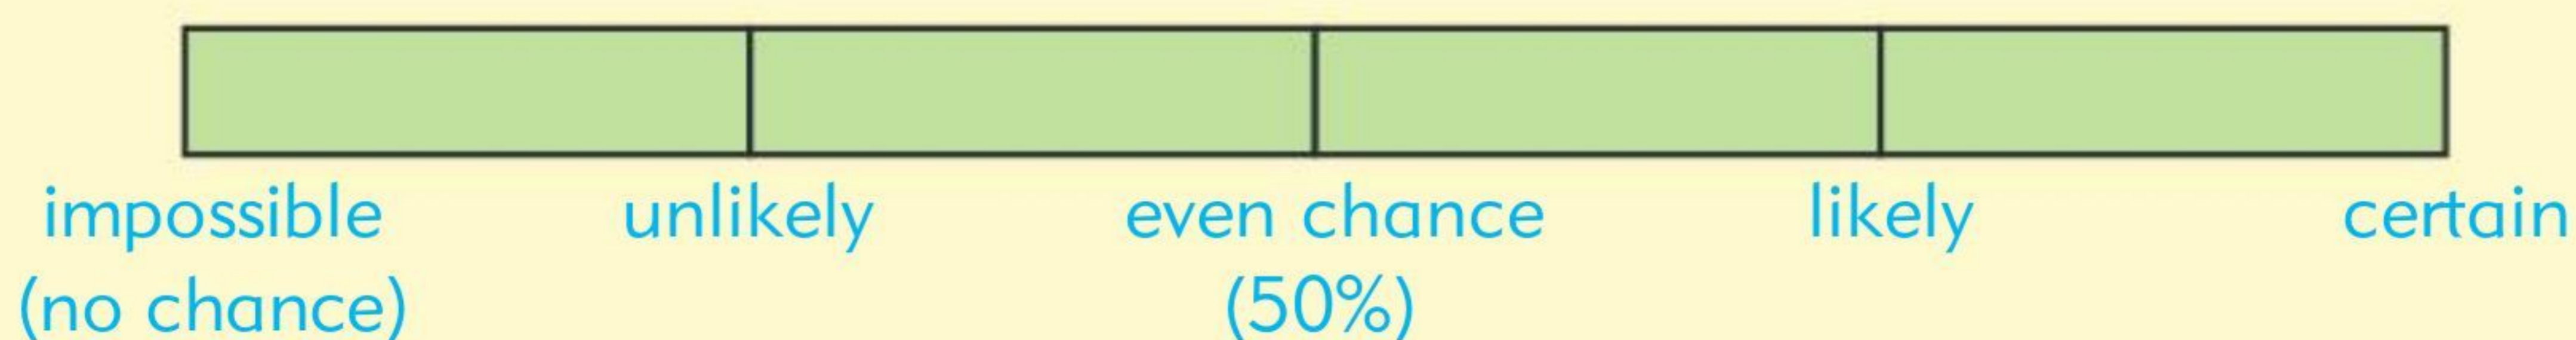 impossible unlikely even chance likely certain
(no chance) (50%)